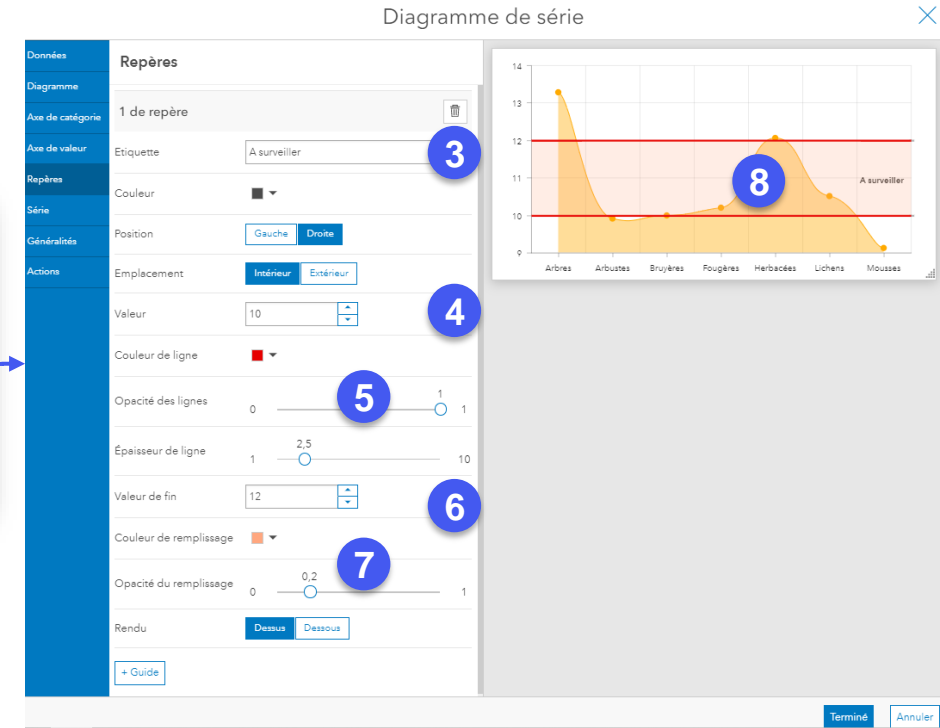 Diagramme de série
Données
Diagramme
Axe de catégorie
Axe de valeur
Repères
Série
Généralités
Actions
Repères
1 de repère
Etiquette
A surveiller
3
Couleur
Position
Gauche
Droite
Emplacement
Intérieur
Extérieur
Valeur
10
4
Couleur de ligne
Opacité des lignes
0
1
1
5
Épaisseur de ligne
1
2,5
10
Valeur de fin
12
6
Couleur de remplissage
7
Opacité du remplissage
0
0,2
1
Rendu
Dessus
Dessous
+ Guide
14
13
12
11
10
9
8
A surveiller
Arbres
Arbustes
Bruyères
Fougères
Herbacées
Lichens
Mousses
Terminé
Annuler